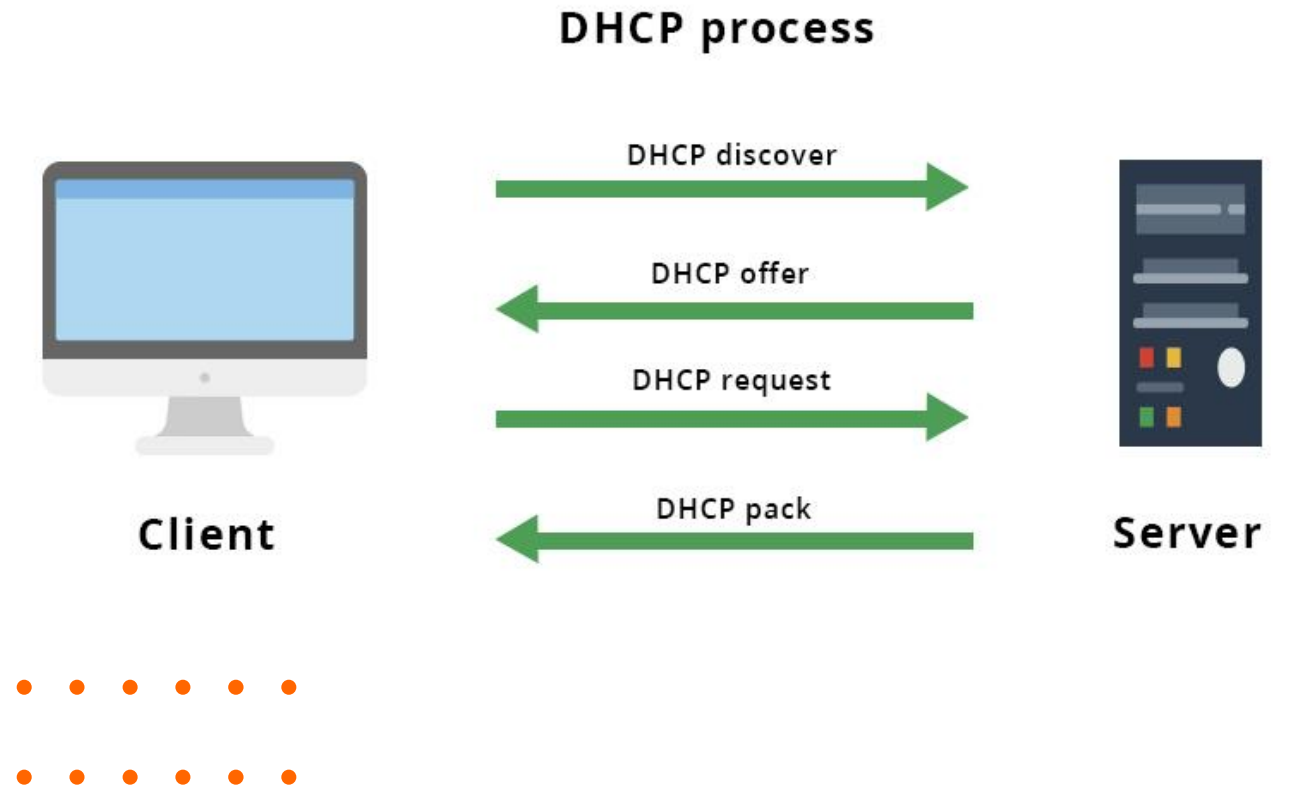 DHCP process
DHCP discover
DHCP offer
DHCP request
DHCP pack
Client
Server